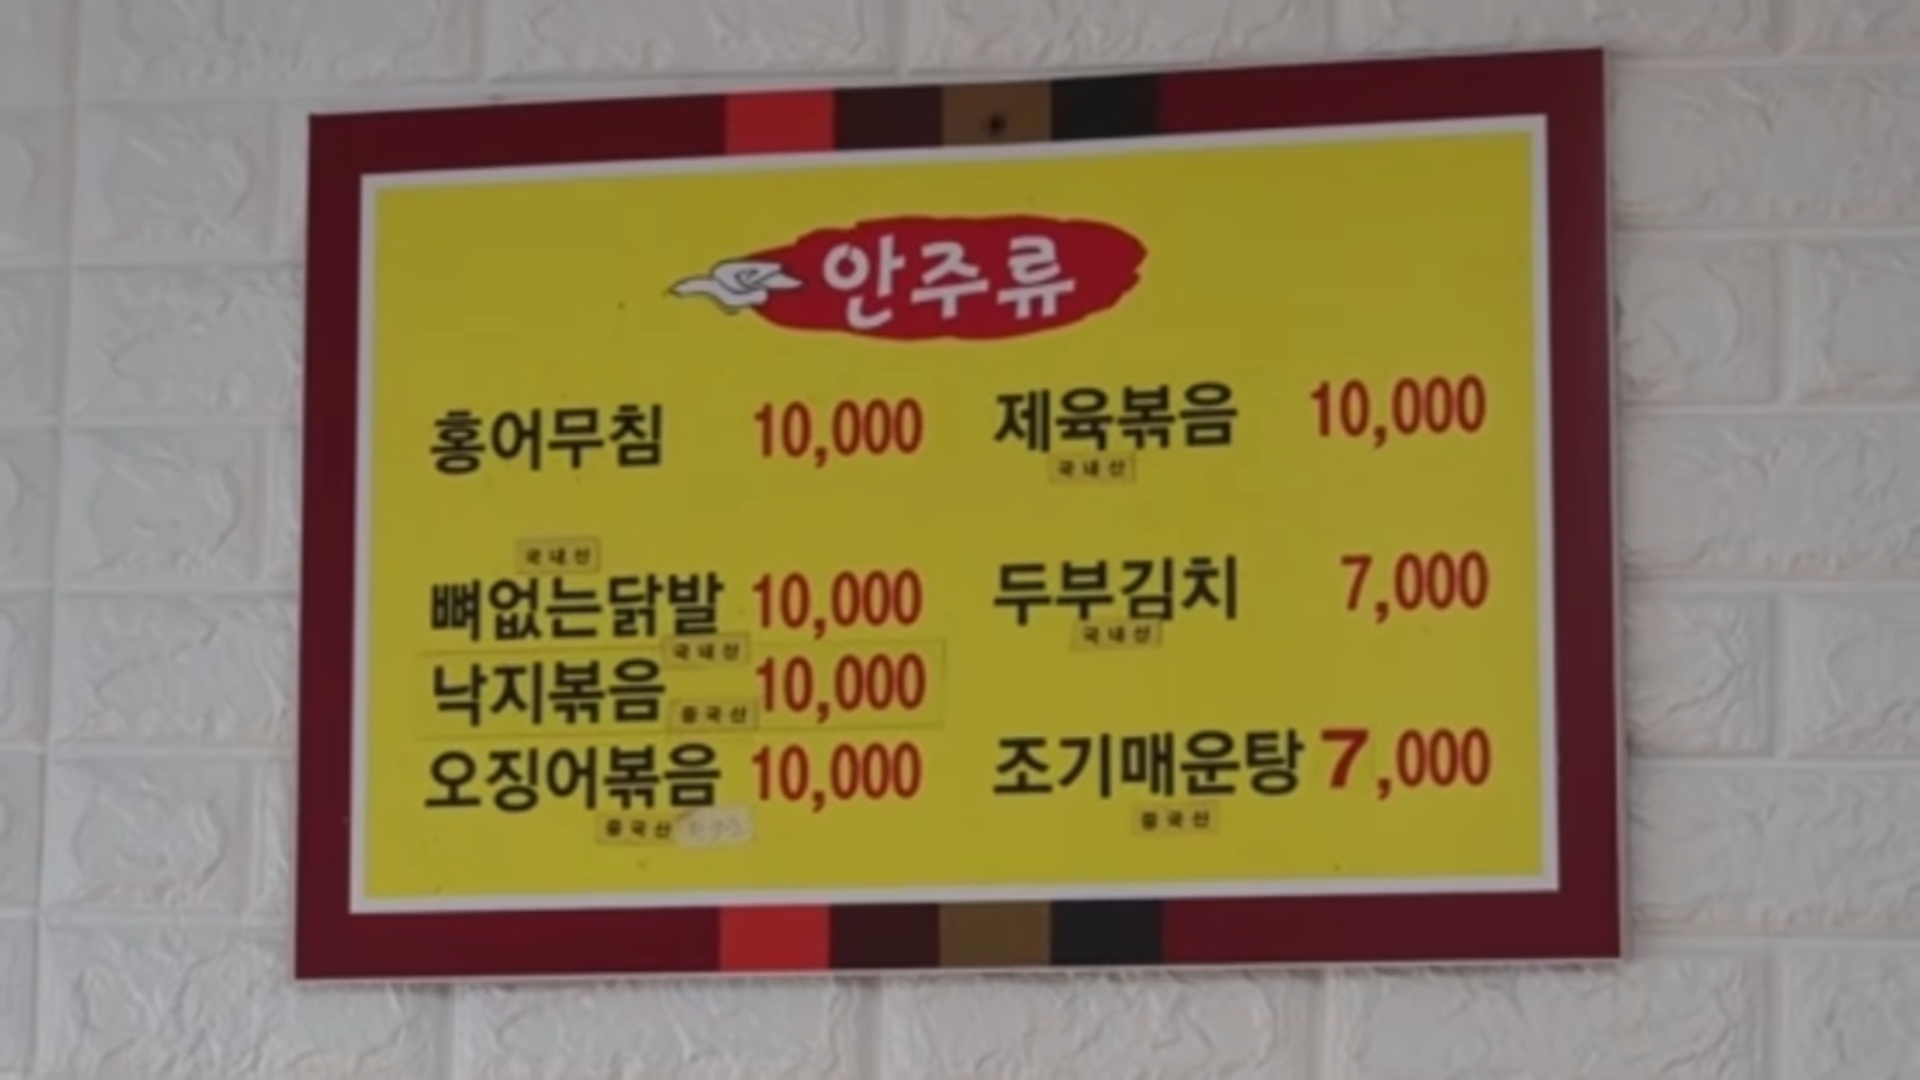 안주류
홍어무침 10,000 제육볶음 10,000
국내산
국내산
뼈없는닭발 10,000 두부김치 7,000
국내산 국내산
낙지볶음 10,000
중국산
오징어볶음 10,000 조기매운탕 7,000
중국산 중국산